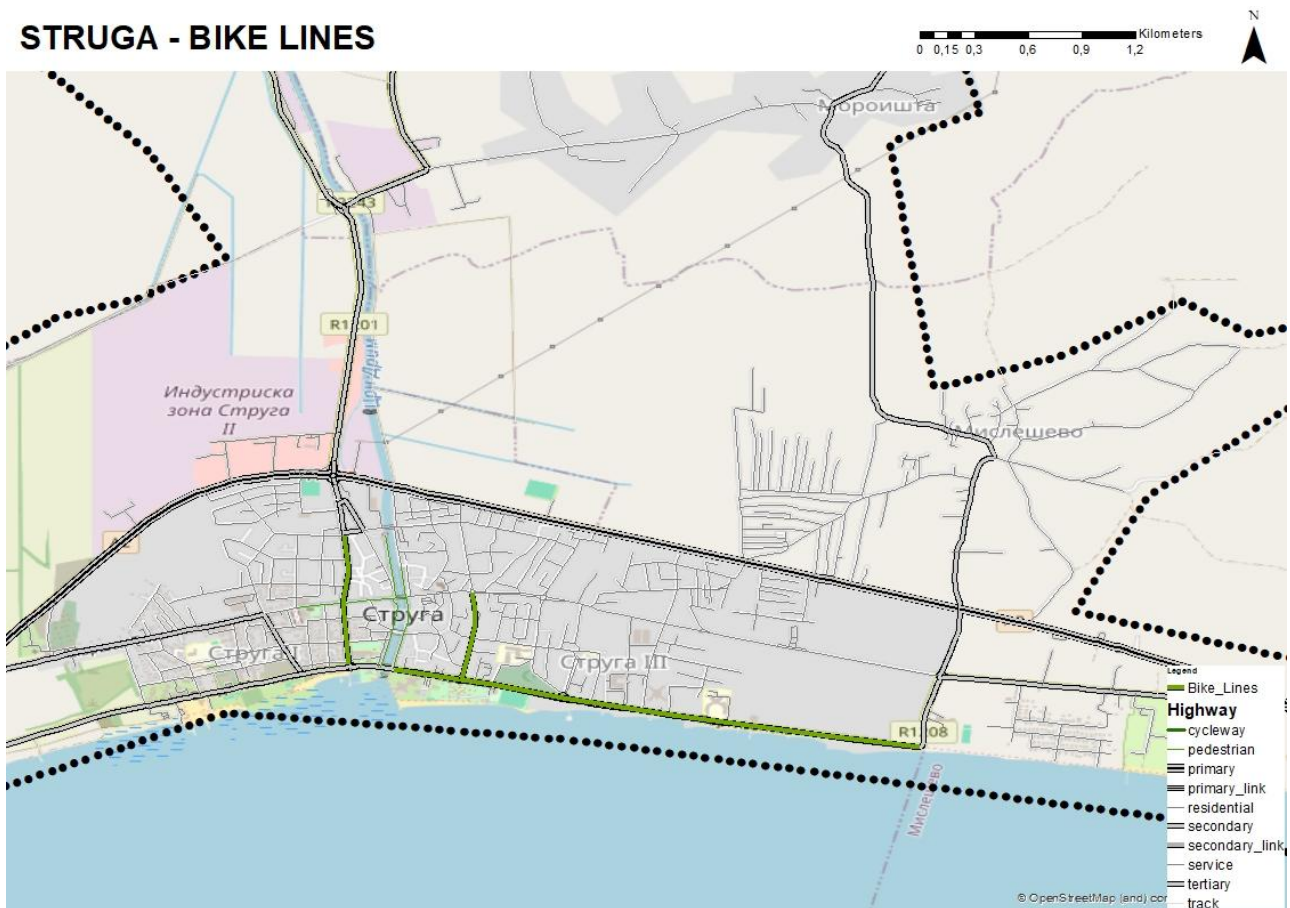 STRUGA - BIKE LINES
Kilometers
0 0,15 0,3 0,6 0,9 1,2
N
Мороишта
R1201
Црн Дрим
Индустриска
зона Струга
II
Мислешево
Струга
Струга I
Струга III
R1208
Мислешево
Legend
Bike_Lines
Highway
cycleway
pedestrian
primary
primary_link
residential
secondary
secondary_link
service
tertiary
track
© OpenStreetMap (and)